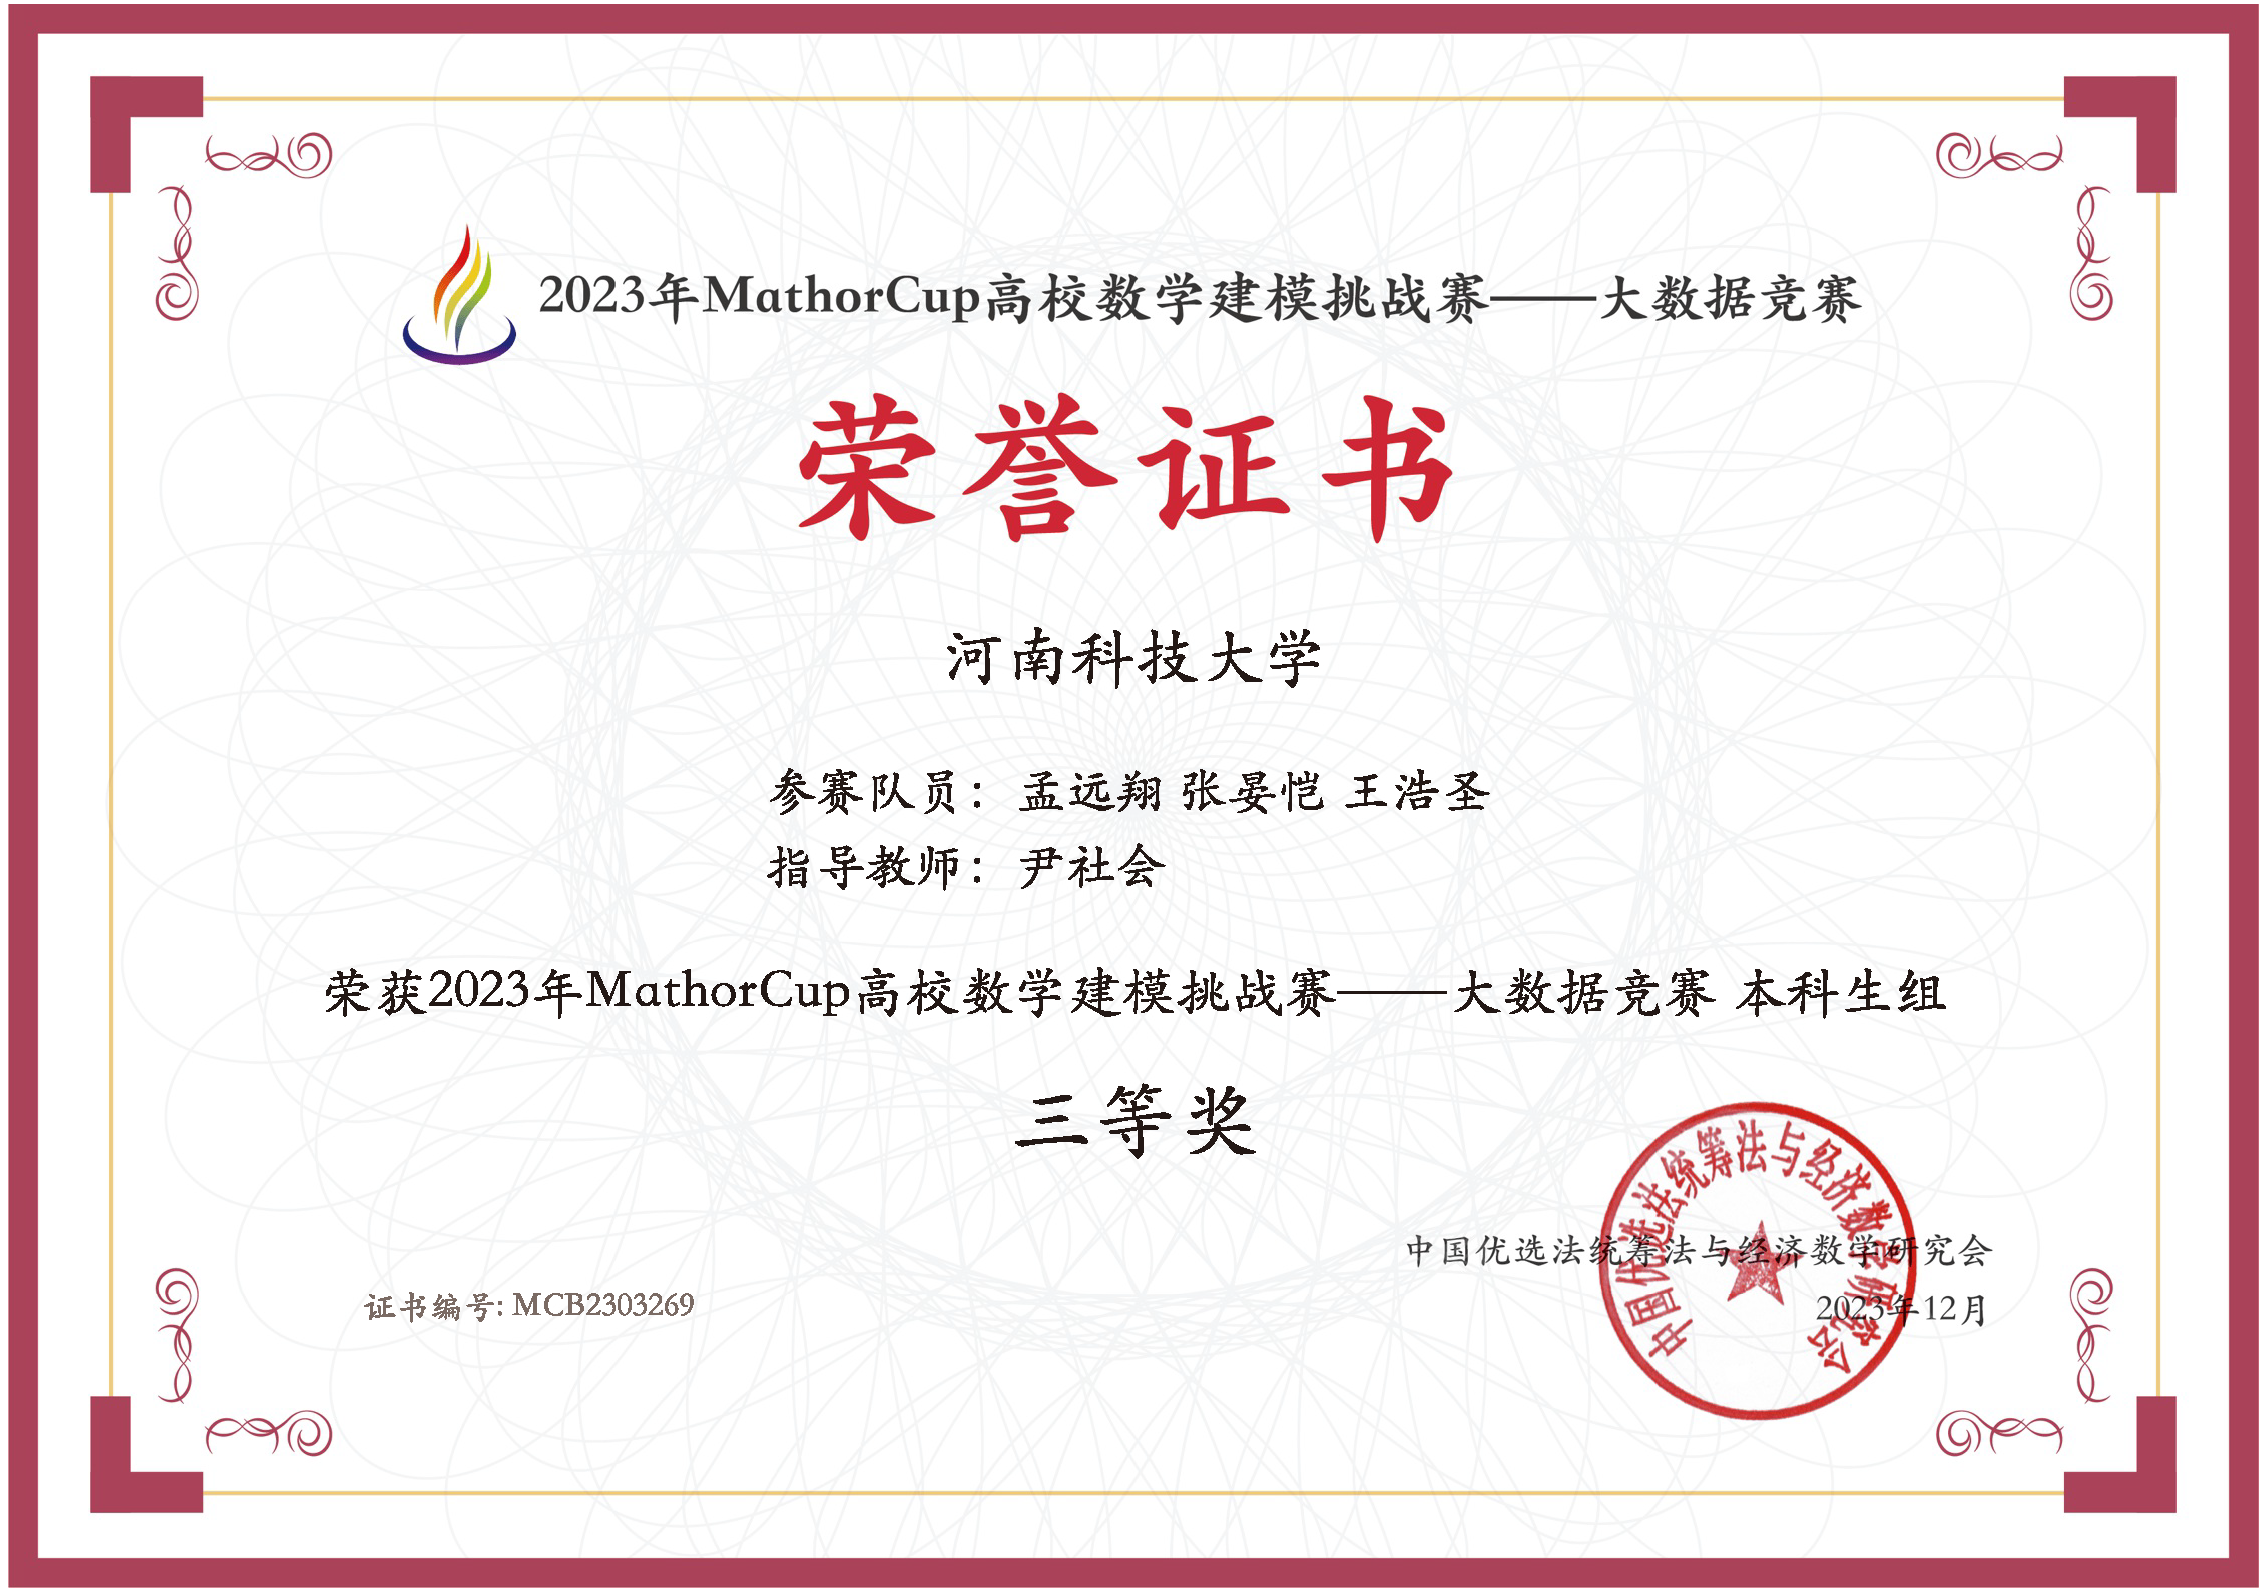 2023年MathorCup高校数学建模挑战赛——大数据竞赛
荣誉证书
河南科技大学
参赛队员：孟远翔 张晏恺 王浩圣
指导教师：尹社会
荣获2023年MathorCup高校数学建模挑战赛——大数据竞赛 本科生组
三等奖
中国优选法统筹法与经济数学研究会
中国优选法统筹法与经济数学研究会
证书编号: MCB2303269
2023年12月